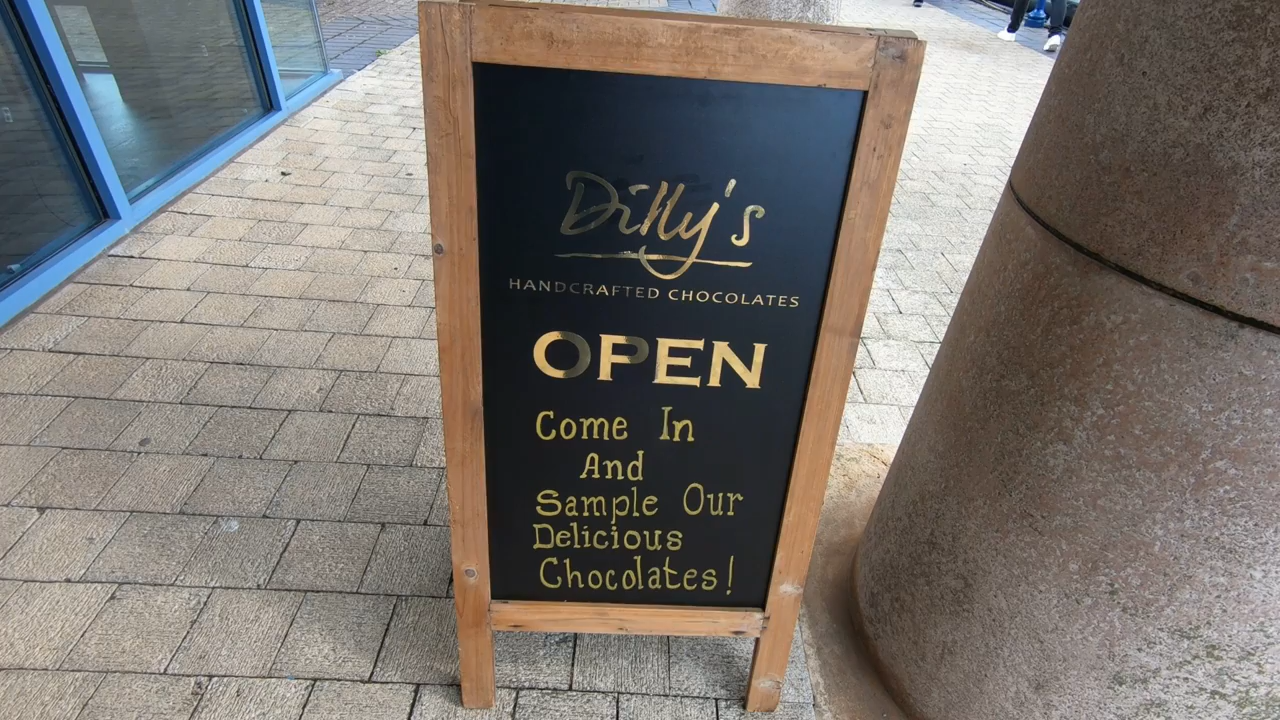 Dilly's
HANDCRAFTED CHOCOLATES
OPEN
Come In
And
Sample Our
Delicious
Chocolates!